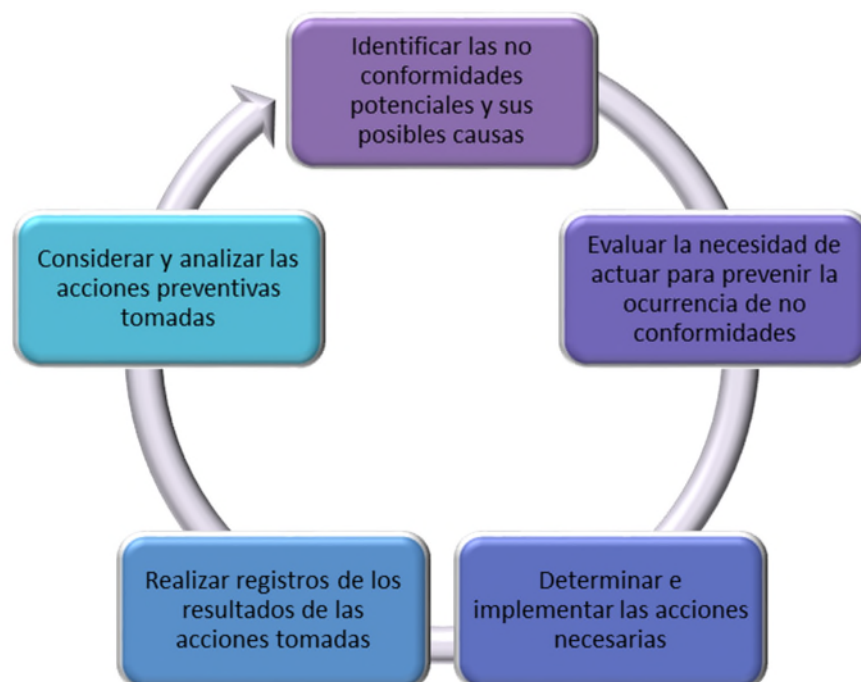 Identificar las no
conformidades
potenciales y sus
posibles causas
Evaluar la necesidad de
actuar para prevenir la
ocurrencia de no
conformidades
Determinar e
implementar las acciones
necesarias
Realizar registros de los
resultados de las
acciones tomadas
Considerar y analizar las
acciones preventivas
tomadas